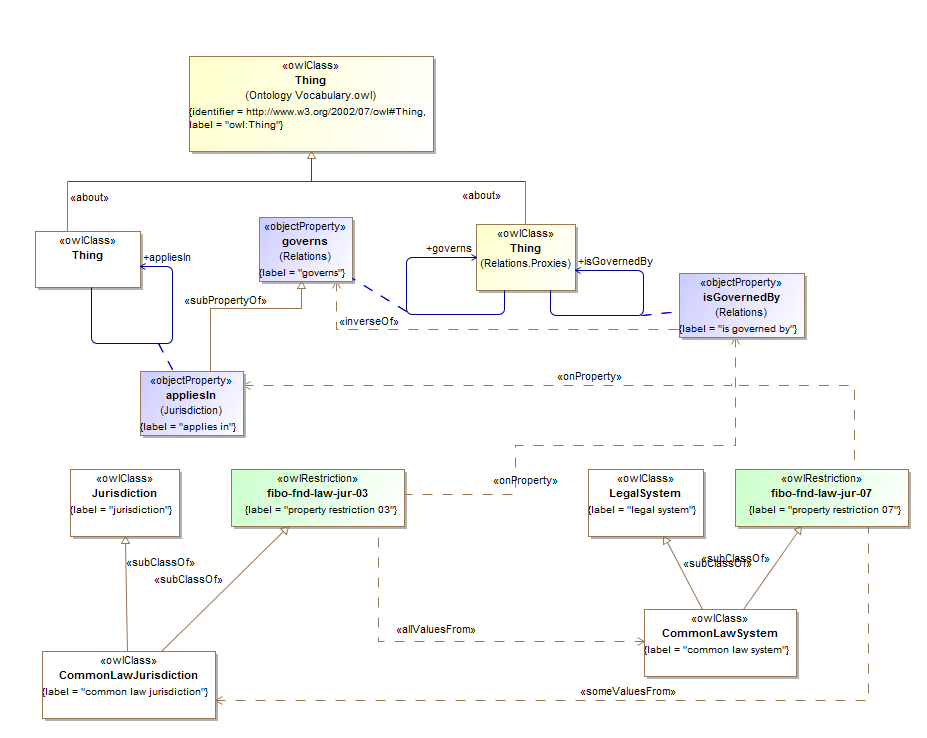 «owlClass»
Thing
(Ontology Vocabulary.owl)
{identifier = http://www.w3.org/2002/07/owl#Thing,
label = "owl:Thing"}
«about»
«about»
«owlClass»
Thing
+appliesIn
«objectProperty»
governs
(Relations)
{label = "governs"}
+governs
«owlClass»
Thing
(Relations.Proxies)
+isGovernedBy
«objectProperty»
isGovernedBy
(Relations)
{label = "is governed by"}
«subPropertyOf»
«inverseOf»
«objectProperty»
appliesIn
(Jurisdiction)
{label = "applies in"}
«onProperty»
«owlClass»
Jurisdiction
{label = "jurisdiction"}
«owlRestriction»
fibo-fnd-law-jur-03
{label = "property restriction 03"}
«onProperty»
«owlClass»
LegalSystem
{label = "legal system"}
«owlRestriction»
fibo-fnd-law-jur-07
{label = "property restriction 07"}
«subClassOf»
«subClassOf»
«subClassOf»
«subClassOf»
«allValuesFrom»
«owlClass»
CommonLawSystem
{label = "common law system"}
«owlClass»
CommonLawJurisdiction
{label = "common law jurisdiction"}
«someValuesFrom»